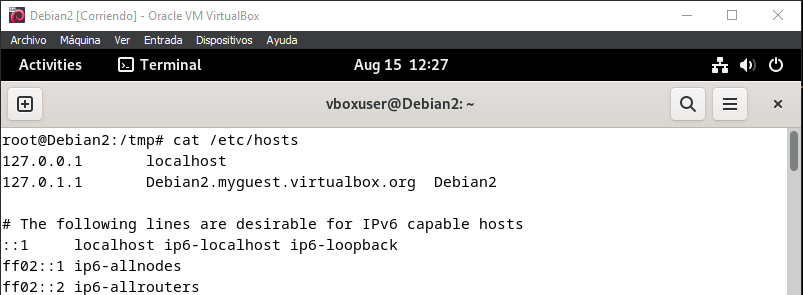 Debian2 [Corriendo] - Oracle VM VirtualBox
Archivo Máquina Ver Entrada Dispositivos Ayuda
Activities Terminal Aug 15 12:27
vboxuser@Debian2: ~
root@Debian2:/tmp# cat /etc/hosts
127.0.0.1 localhost
127.0.1.1 Debian2.myguest.virtualbox.org Debian2
# The following lines are desirable for IPv6 capable hosts
::1 localhost ip6-localhost ip6-loopback
ff02::1 ip6-allnodes
ff02::2 ip6-allrouters